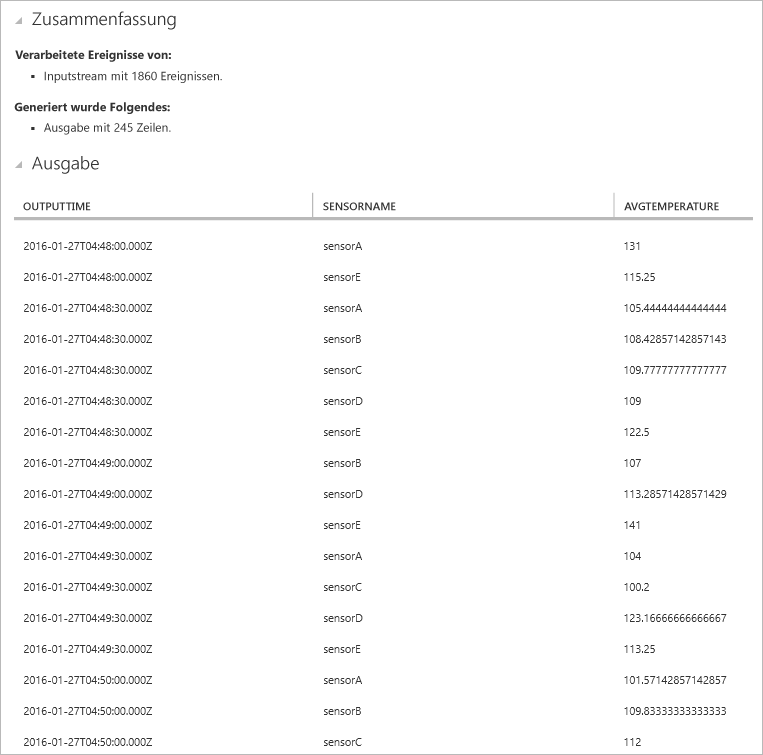 Zusammenfassung
Verarbeitete Ereignisse von:
▪ Inputstream mit 1860 Ereignissen.
Generiert wurde Folgendes:
▪ Ausgabe mit 245 Zeilen.
Ausgabe
OUTPUTTIME SENSORNAME AVGTEMPERATURE
2016-01-27T04:48:00.000Z sensorA 131
2016-01-27T04:48:00.000Z sensorE 115.25
2016-01-27T04:48:30.000Z sensorA 105.44444444444444
2016-01-27T04:48:30.000Z sensorB 108.42857142857143
2016-01-27T04:48:30.000Z sensorC 109.77777777777777
2016-01-27T04:48:30.000Z sensorD 109
2016-01-27T04:48:30.000Z sensorE 122.5
2016-01-27T04:49:00.000Z sensorB 107
2016-01-27T04:49:00.000Z sensorD 113.28571428571429
2016-01-27T04:49:00.000Z sensorE 141
2016-01-27T04:49:30.000Z sensorA 104
2016-01-27T04:49:30.000Z sensorC 100.2
2016-01-27T04:49:30.000Z sensorD 123.16666666666667
2016-01-27T04:49:30.000Z sensorE 113.25
2016-01-27T04:50:00.000Z sensorA 101.57142857142857
2016-01-27T04:50:00.000Z sensorB 109.83333333333333
2016-01-27T04:50:00.000Z sensorC 112